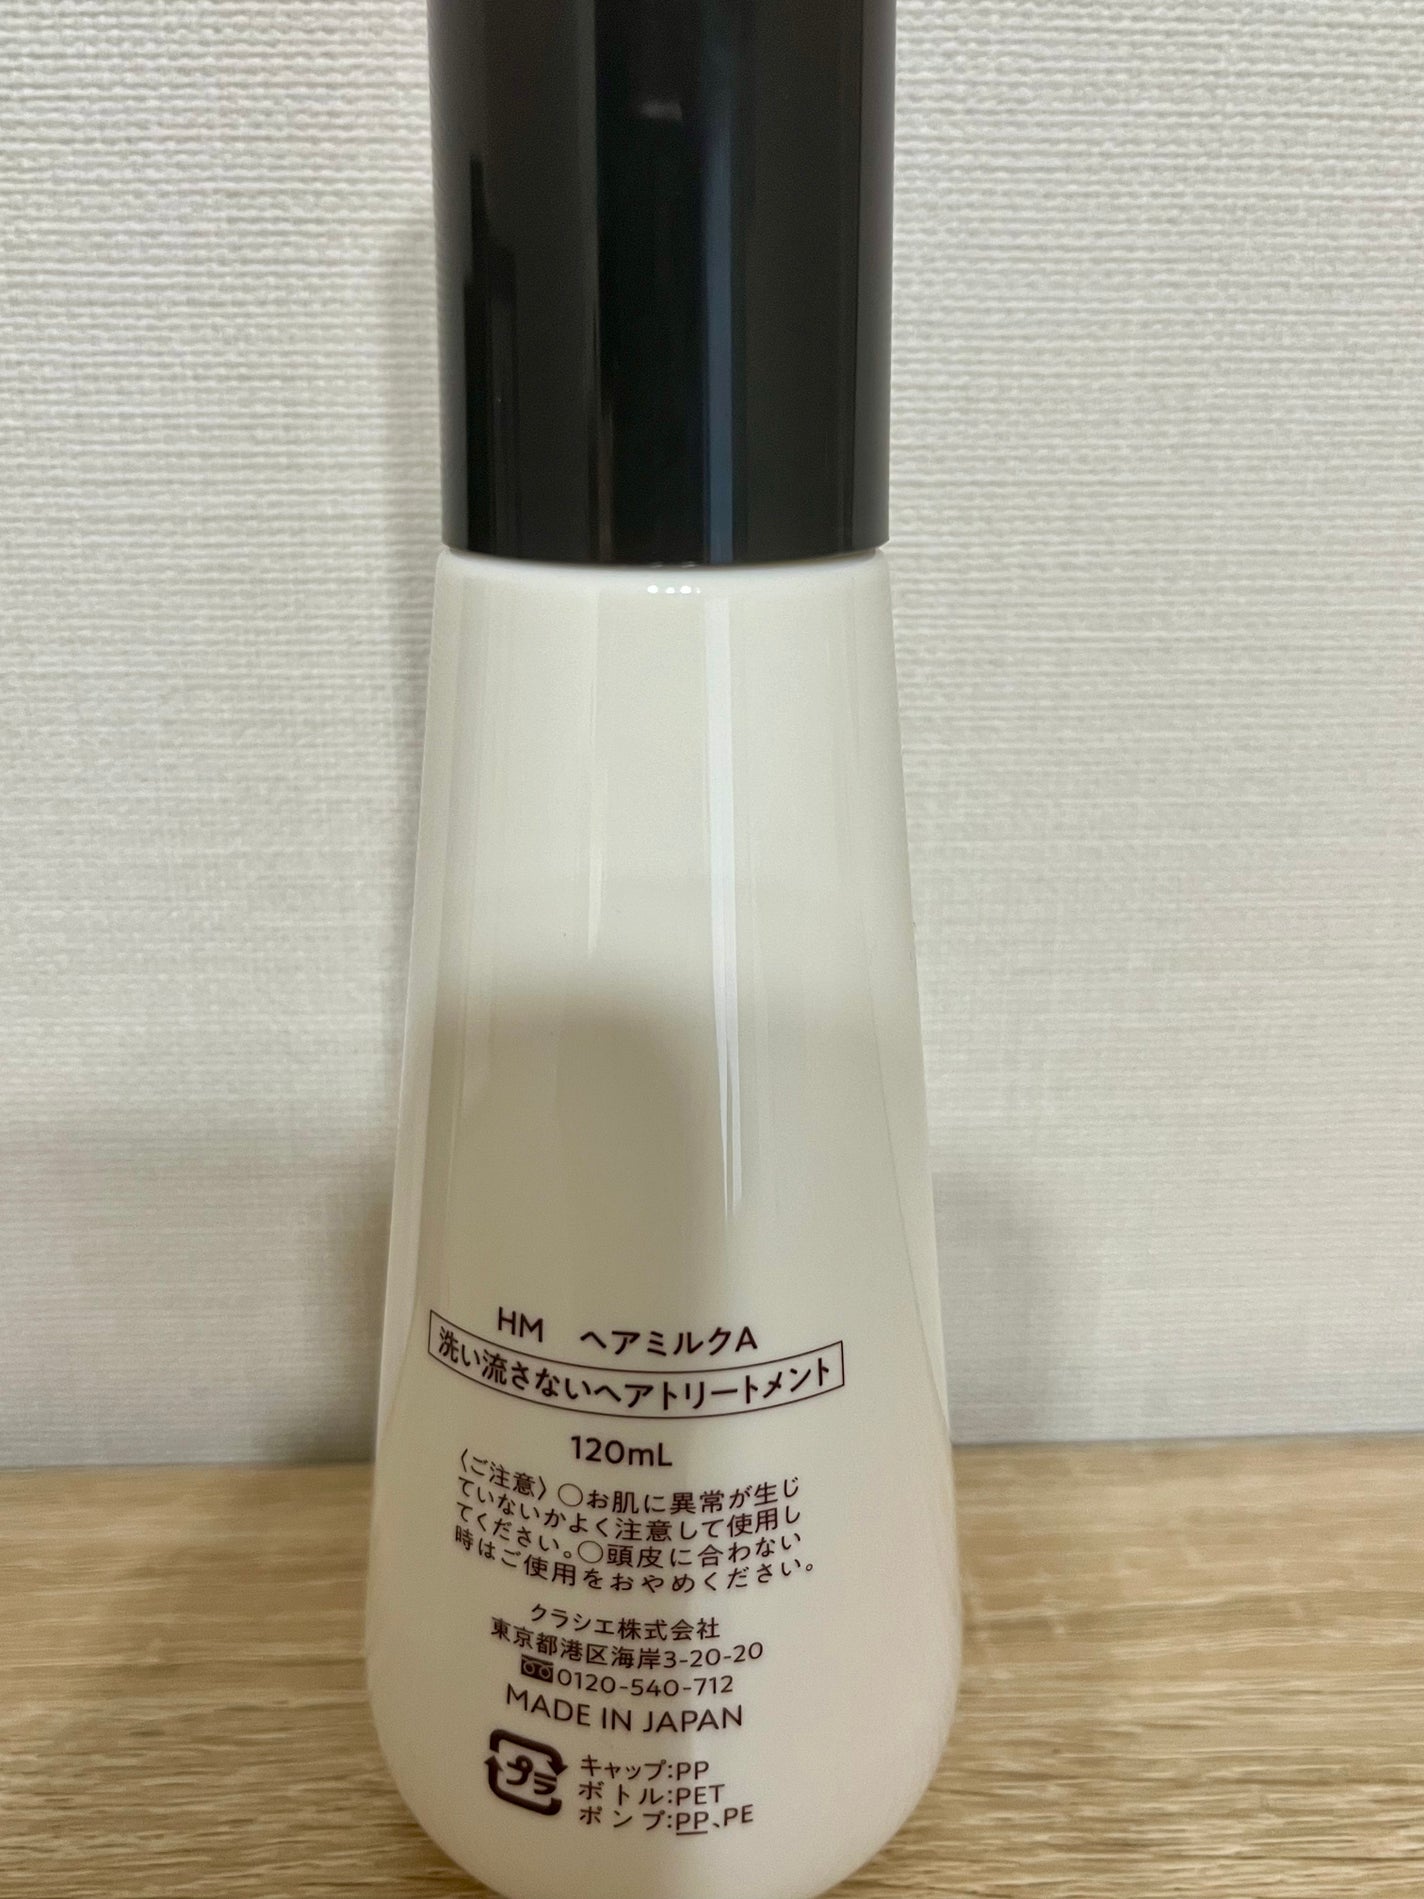 HM　ヘアミルクA
洗い流さないヘアトリートメント
120mL
〈ご注意〉○お肌に異常が生じ
ていないかよく注意して使用し
てください。○頭皮に合わない
時はご使用をおやめください。
クラシエ株式会社
東京都港区海岸3-20-20
0120-540-712
MADE IN JAPAN
プラ
キャップ:PP
ボトル:PET
ポンプ:PP、PE